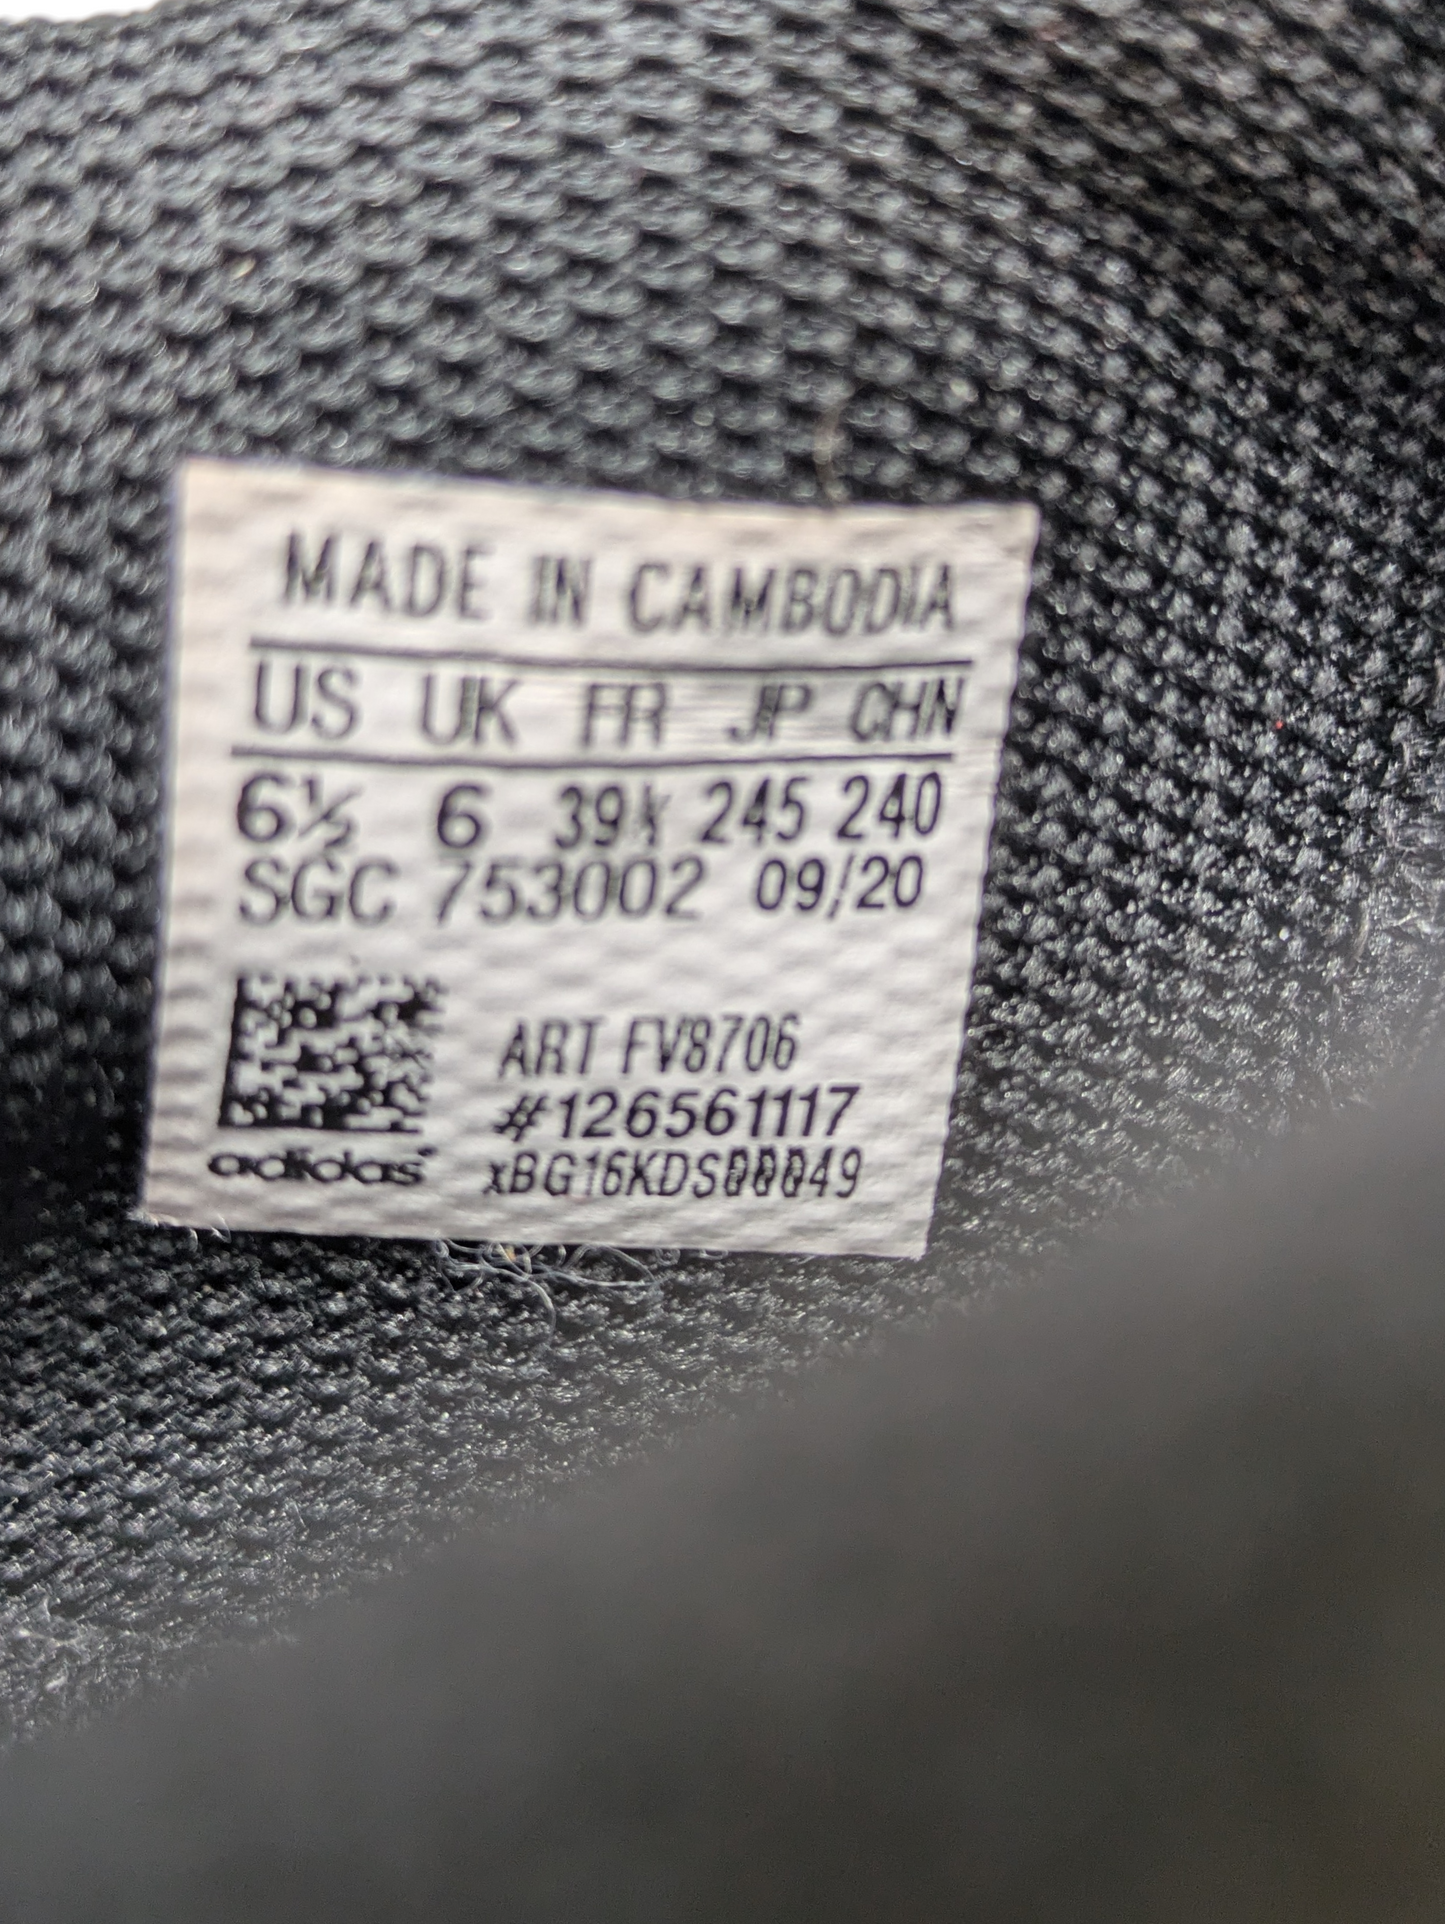 MADE IN CAMBODIA
US UK FR JP CHN
6½ 6 39⅓ 245 240
SGC 753002 09/20
ART FV8706
#126561117
adidas
xBG16KDS00049